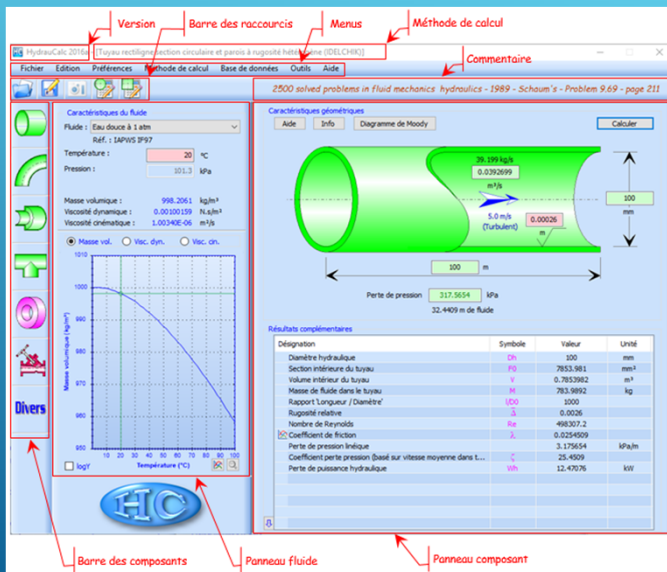 Version
Barre des raccourcis
Menus
Méthode de calcul
HydrauCalc 2016a - [Tuyau rectiligne section circulaire et parois à rugosité hétérogène (IDELCHIK)]
Fichier Edition Préférences Méthode de calcul Base de données Outils Aide
Commentaire
2500 solved problems in fluid mechanics hydraulics - 1989 - Schaum's - Problem 9.69 - page 211
Caractéristiques du fluide
Fluide : Eau douce à 1 atm
Réf. : IAPWS IF97
Température : 20 °C
Pression : 101.3 kPa
Masse volumique : 998.2061 kg/m³
Viscosité dynamique : 0.00100159 N.s/m²
Viscosité cinématique : 1.00340E-06 m²/s
Masse vol. Visc. dyn. Visc. cin.
1010
1000
990
980
970
960
950
Masse volumique (kg/m³)
10 20 30 40 50 60 70 80 90 100
logY Température (°C)
HC
Divers
Caractéristiques géométriques
Aide Info Diagramme de Moody Calculer
39.199 kg/s
0.0392699
m³/s
5.0 m/s
(Turbulent)
0.00026
m
100
mm
100 m
Perte de pression 317.5654 kPa
32.4409 m de fluide
Résultats complémentaires
Désignation Symbole Valeur Unité
Diamètre hydraulique Dh 100 mm
Section intérieure du tuyau F0 7853.981 mm²
Volume intérieur du tuyau V 0.7853982 m³
Masse de fluide dans le tuyau M 783.9892 kg
Rapport 'Longueur / Diamètre' l/D0 1000
Rugosité relative Δ̄ 0.0026
Nombre de Reynolds Re 498307.2
Coefficient de friction λ 0.0254509
Perte de pression linéique 3.175654 kPa/m
Coefficient perte pression (basé sur vitesse moyenne dans t... ζ 25.4509
Perte de puissance hydraulique Wh 12.47076 kW
Barre des composants
Panneau fluide
Panneau composant